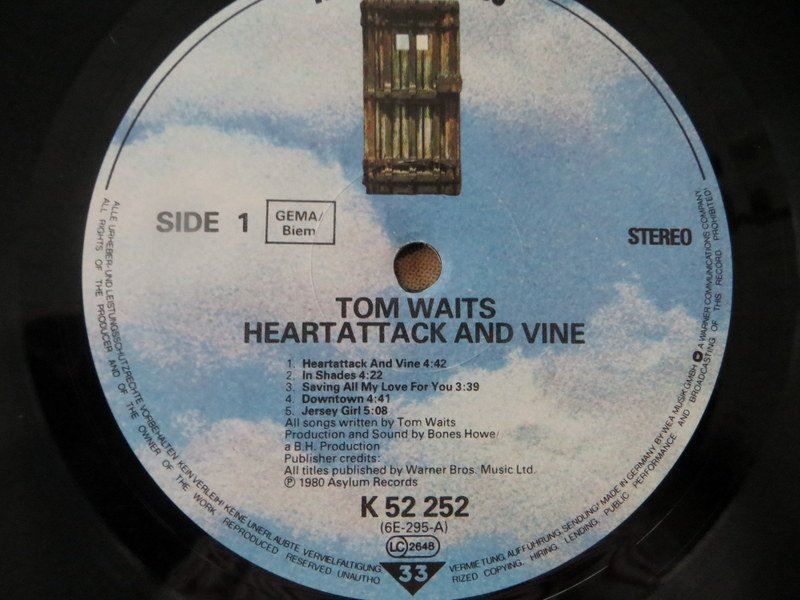 SIDE 1
GEMA/
Biem
STEREO
TOM WAITS
HEARTATTACK AND VINE
1. Heartattack And Vine 4:42
2. In Shades 4:22
3. Saving All My Love For You 3:39
4. Downtown 4:41
5. Jersey Girl 5:08
All songs written by Tom Waits
Production and Sound by Bones Howe/
a B.H. Production
Publisher credits:
All titles published by Warner Bros. Music Ltd.
℗ 1980 Asylum Records
K 52 252
(6E-295-A)
LC 2648
33
ALLE URHEBER- UND LEISTUNGSSCHUTZRECHTE VORBEHALTEN KEIN VERLEIH! KEINE UNERLAUBTE VERVIELFÄLTIGUNG, VERMIETUNG, AUFFÜHRUNG, SENDUNG! MADE IN GERMANY BY WEA MUSIK GMBH A WARNER COMMUNICATIONS COMPANY.
ALL RIGHTS OF THE PRODUCER AND OF THE OWNER OF THE WORK REPRODUCED RESERVED UNAUTHORIZED COPYING, HIRING, LENDING, PUBLIC PERFORMANCE AND BROADCASTING OF THIS RECORD PROHIBITED!